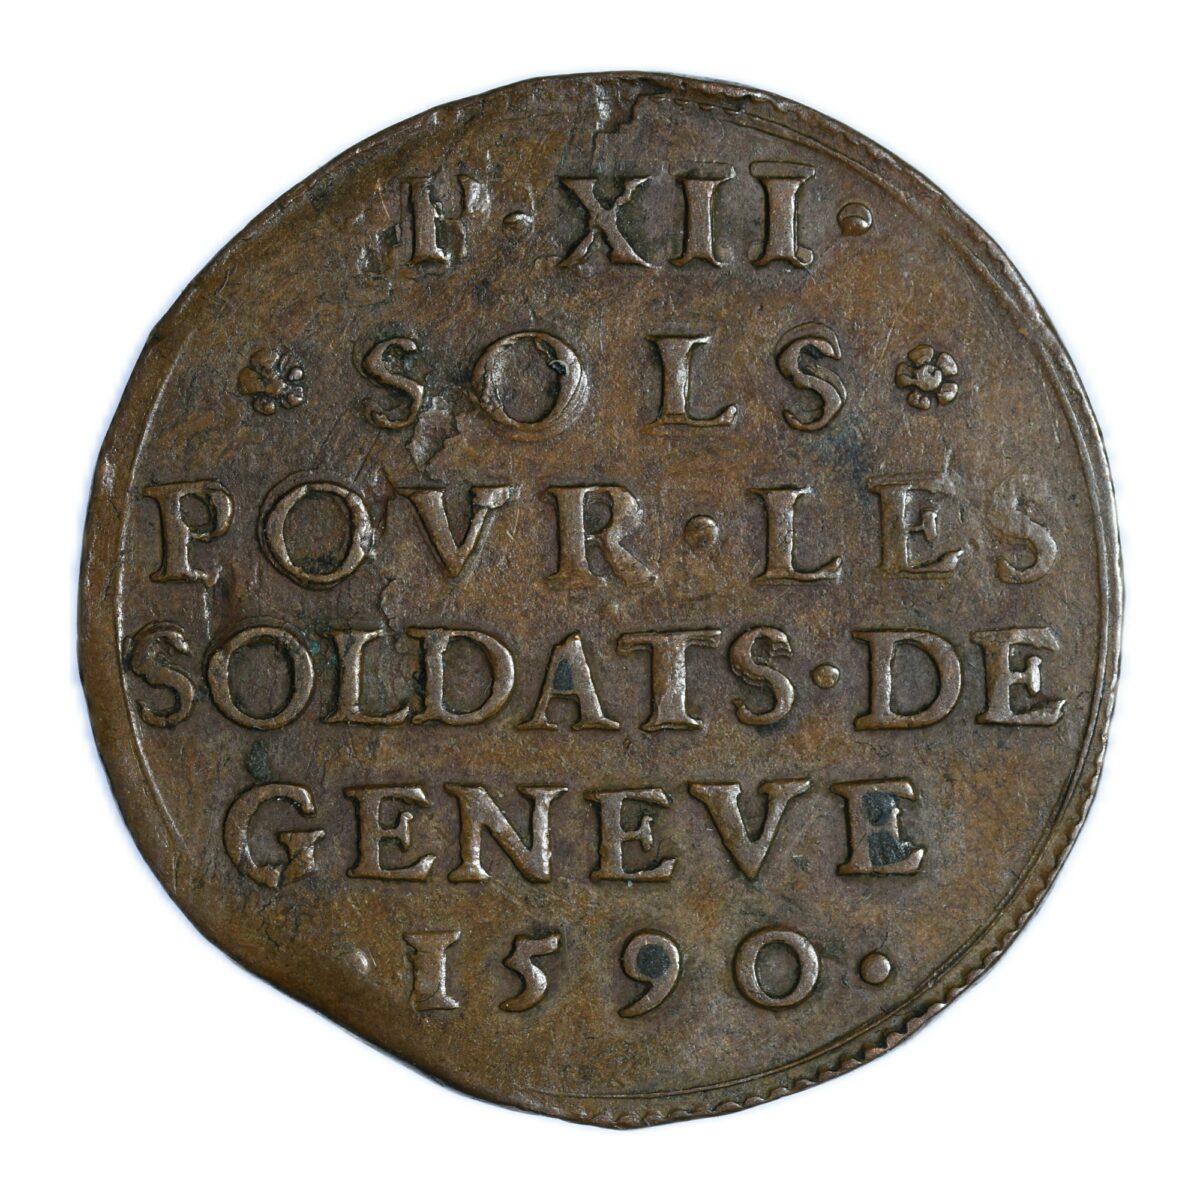 P·XII·
SOLS
POVR·LES
SOLDATS·DE
GENEVE
·1590·